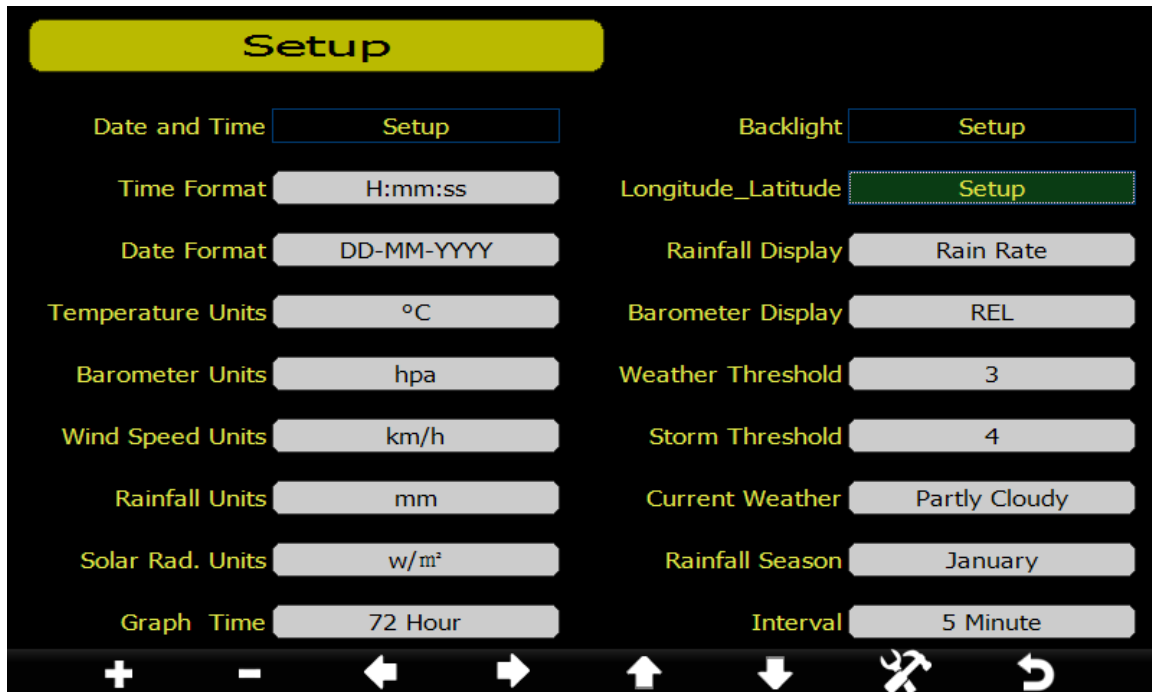 Setup
Date and Time Setup Backlight Setup
Time Format H:mm:ss Longitude_Latitude Setup
Date Format DD-MM-YYYY Rainfall Display Rain Rate
Temperature Units °C Barometer Display REL
Barometer Units hpa Weather Threshold 3
Wind Speed Units km/h Storm Threshold 4
Rainfall Units mm Current Weather Partly Cloudy
Solar Rad. Units w/m² Rainfall Season January
Graph Time 72 Hour Interval 5 Minute